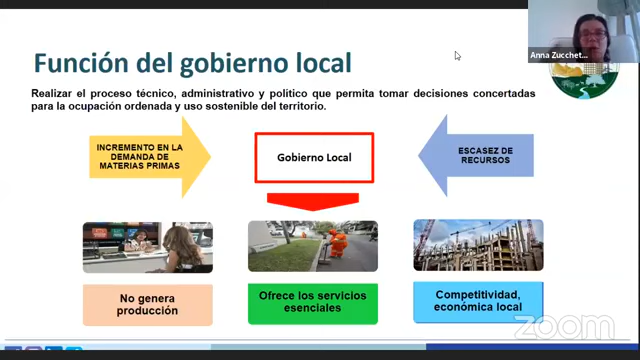 Función del gobierno local
Anna Zucchet...
Realizar el proceso técnico, administrativo y politico que permita tomar decisiones concertadas
para la ocupación ordenada y uso sostenible del territorio.
INCREMENTO EN LA
DEMANDA DE
MATERIAS PRIMAS
Gobierno Local
ESCASEZ DE
RECURSOS
No genera
producción
Ofrece los servicios
esenciales
Competitividad,
económica local
zoom